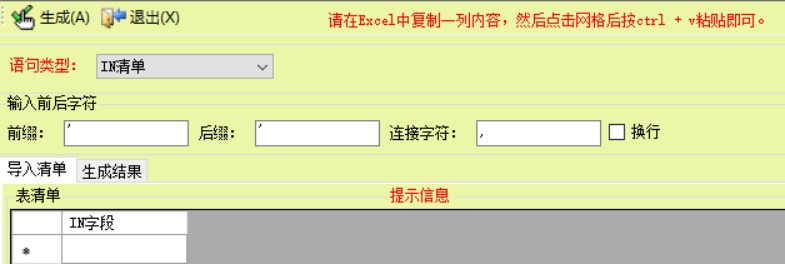 生成(A) 退出(X) 请在Excel中复制一列内容，然后点击网格后按ctrl + v粘贴即可。
语句类型： IN清单
输入前后字符
前缀： ' 后缀： ' 连接字符： , 换行
导入清单 生成结果
表清单 提示信息
IN字段
*